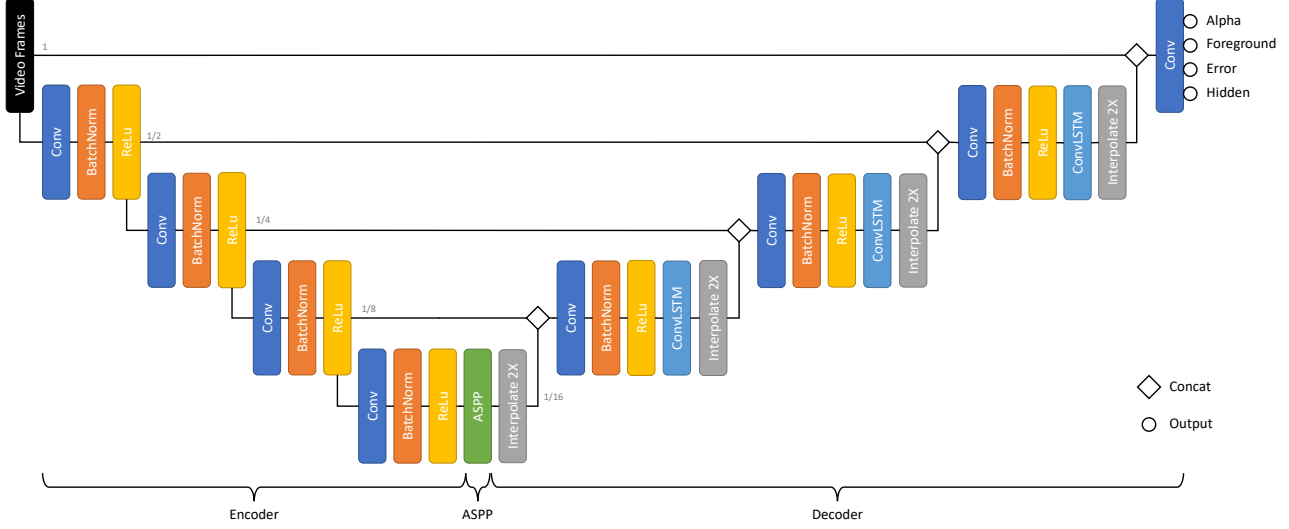 Video Frames
1
Conv
BatchNorm
ReLu
1/2
Conv
BatchNorm
ReLu
1/4
Conv
BatchNorm
ReLu
1/8
Conv
BatchNorm
ReLu
ASPP
Interpolate 2X
1/16
Conv
BatchNorm
ReLu
ConvLSTM
Interpolate 2X
Conv
BatchNorm
ReLu
ConvLSTM
Interpolate 2X
Conv
BatchNorm
ReLu
ConvLSTM
Interpolate 2X
Conv
Alpha
Foreground
Error
Hidden
Concat
Output
Encoder
ASPP
Decoder